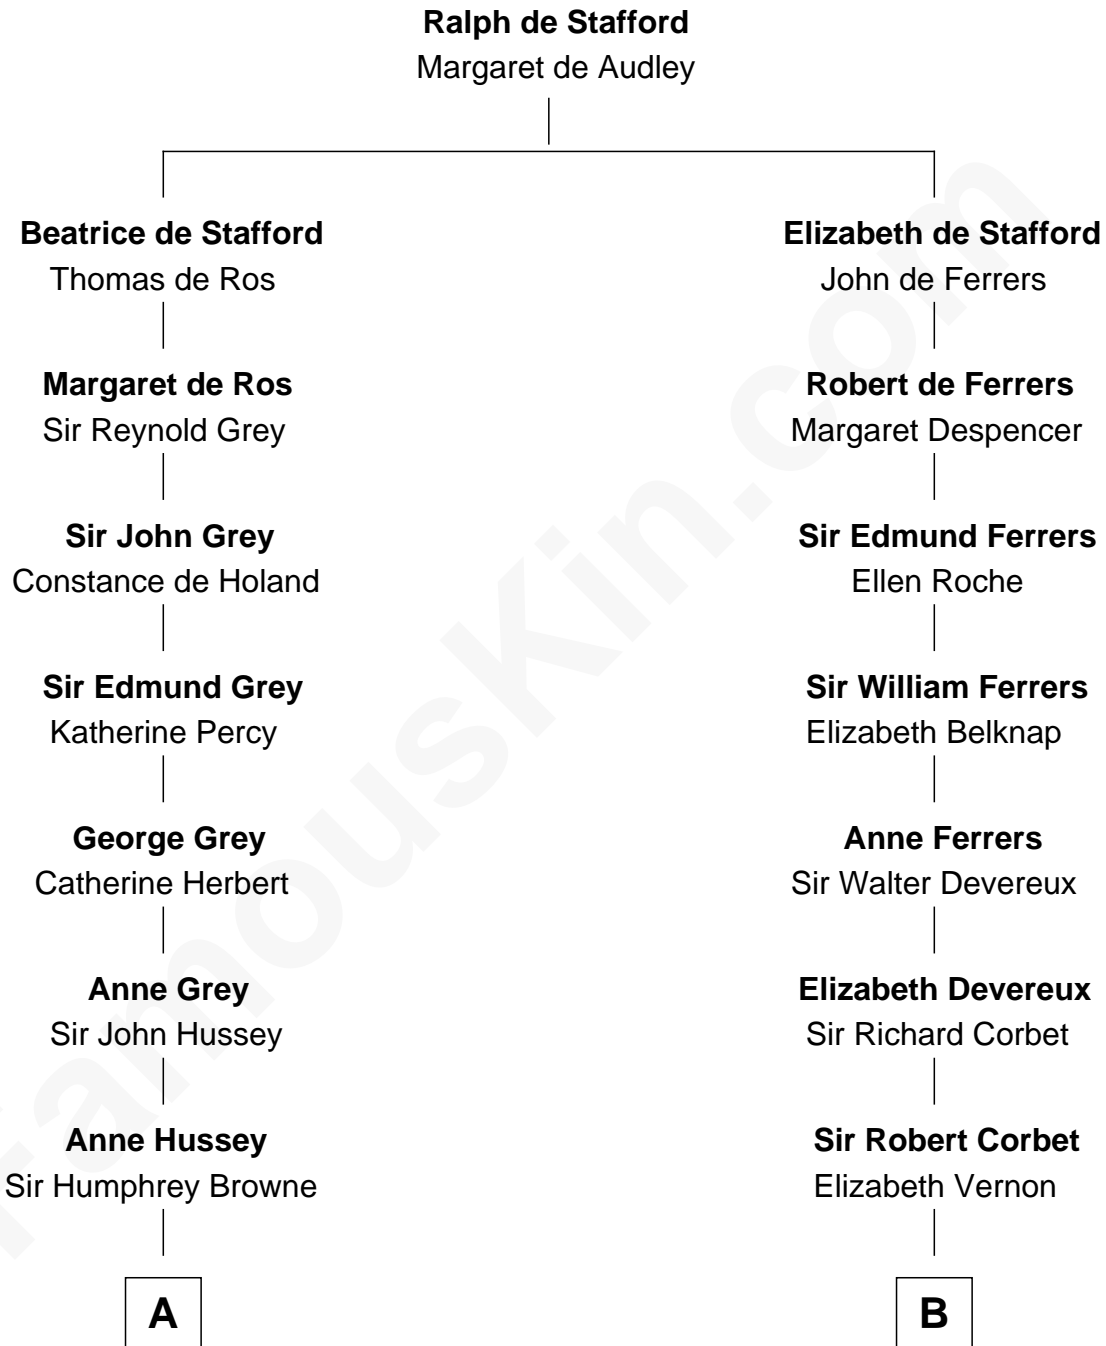 Ralph de Stafford
Margaret de Audley
Beatrice de Stafford
Thomas de Ros
Elizabeth de Stafford
John de Ferrers
Margaret de Ros
Sir Reynold Grey
Robert de Ferrers
Margaret Despencer
Sir John Grey
Constance de Holand
Sir Edmund Ferrers
Ellen Roche
Sir Edmund Grey
Katherine Percy
Sir William Ferrers
Elizabeth Belknap
George Grey
Catherine Herbert
Anne Ferrers
Sir Walter Devereux
Anne Grey
Sir John Hussey
Elizabeth Devereux
Sir Richard Corbet
Anne Hussey
Sir Humphrey Browne
Sir Robert Corbet
Elizabeth Vernon
A
B
FamousKin.com